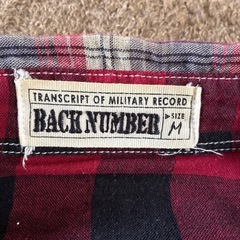 TRANSCRIPT OF MILITARY RECORD
BACK NUMBER ▷SIZE M